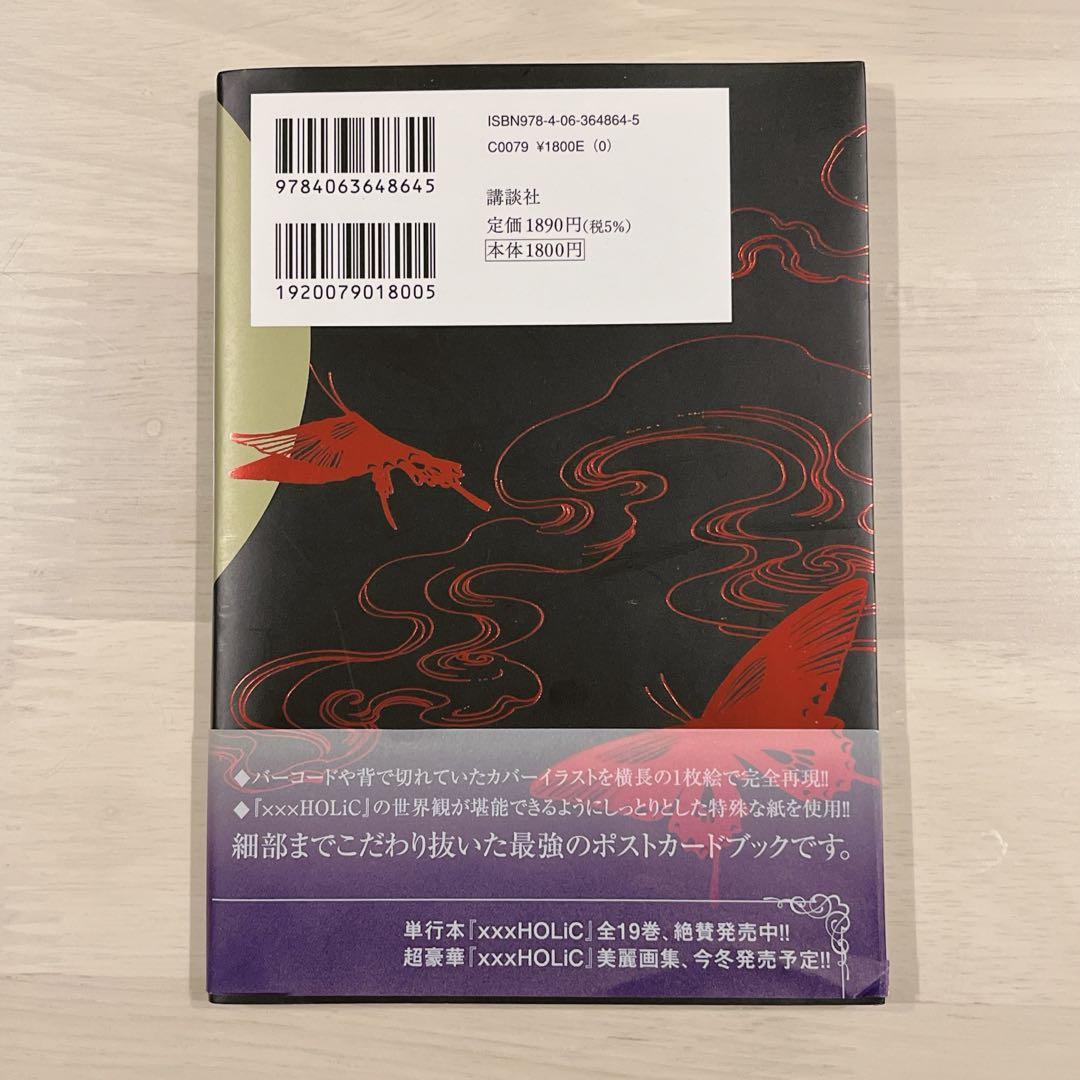 ISBN978-4-06-364864-5
C0079 ¥1800E (0)
9784063648645
講談社
定価1890円(税5%)
本体1800円
1920079018005
◆バーコードや背で切れていたカバーイラストを横長の1枚絵で完全再現!!
◆『×××HOLiC』の世界観が堪能できるようにしっとりとした特殊な紙を使用!!
細部までこだわり抜いた最強のポストカードブックです。
単行本『xxxHOLiC』全19巻、絶賛発売中!!
超豪華『xxxHOLiC』美麗画集、今冬発売予定!!